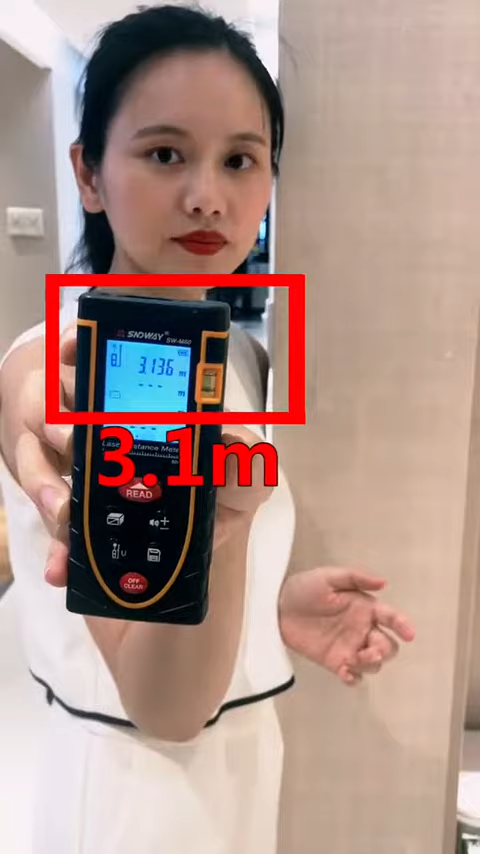 SNDWAY®
SW-M60
3.136 m
m
Laser Distance Meter
3.1m
READ
U
OFF
CLEAR